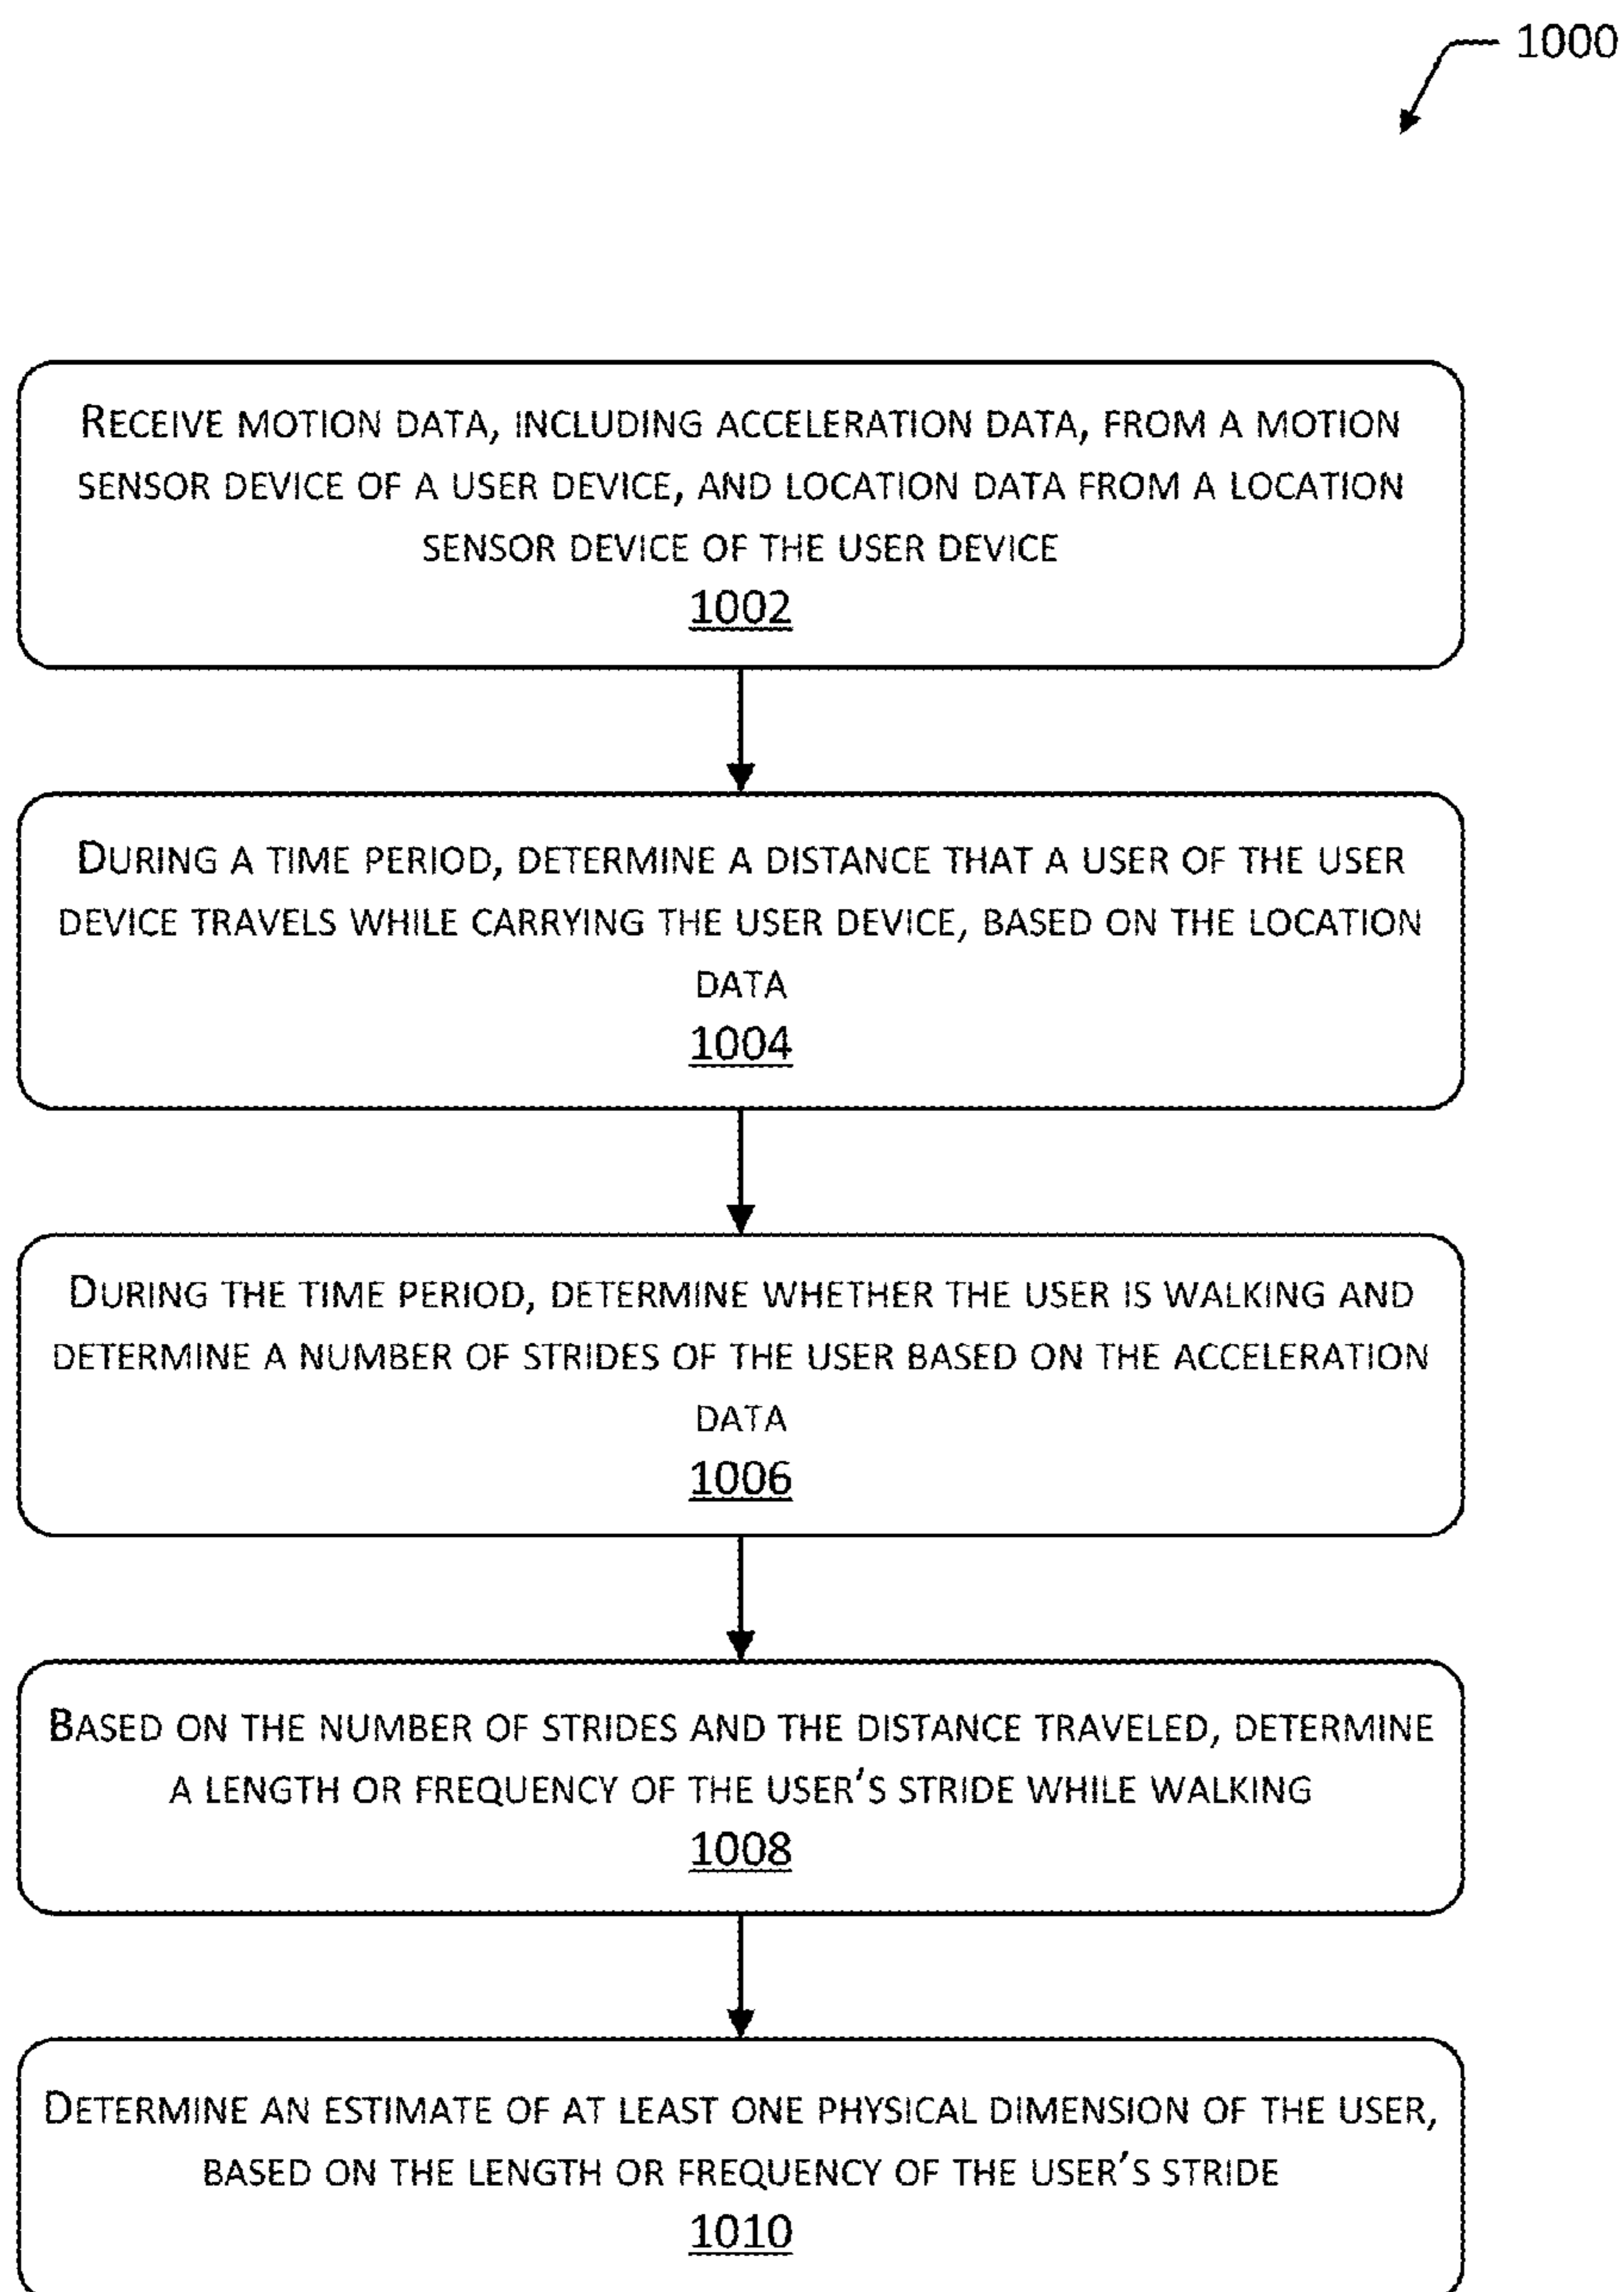 1000
RECEIVE MOTION DATA, INCLUDING ACCELERATION DATA, FROM A MOTION
SENSOR DEVICE OF A USER DEVICE, AND LOCATION DATA FROM A LOCATION
SENSOR DEVICE OF THE USER DEVICE
1002
DURING A TIME PERIOD, DETERMINE A DISTANCE THAT A USER OF THE USER
DEVICE TRAVELS WHILE CARRYING THE USER DEVICE, BASED ON THE LOCATION
DATA
1004
DURING THE TIME PERIOD, DETERMINE WHETHER THE USER IS WALKING AND
DETERMINE A NUMBER OF STRIDES OF THE USER BASED ON THE ACCELERATION
DATA
1006
BASED ON THE NUMBER OF STRIDES AND THE DISTANCE TRAVELED, DETERMINE
A LENGTH OR FREQUENCY OF THE USER'S STRIDE WHILE WALKING
1008
DETERMINE AN ESTIMATE OF AT LEAST ONE PHYSICAL DIMENSION OF THE USER,
BASED ON THE LENGTH OR FREQUENCY OF THE USER'S STRIDE
1010